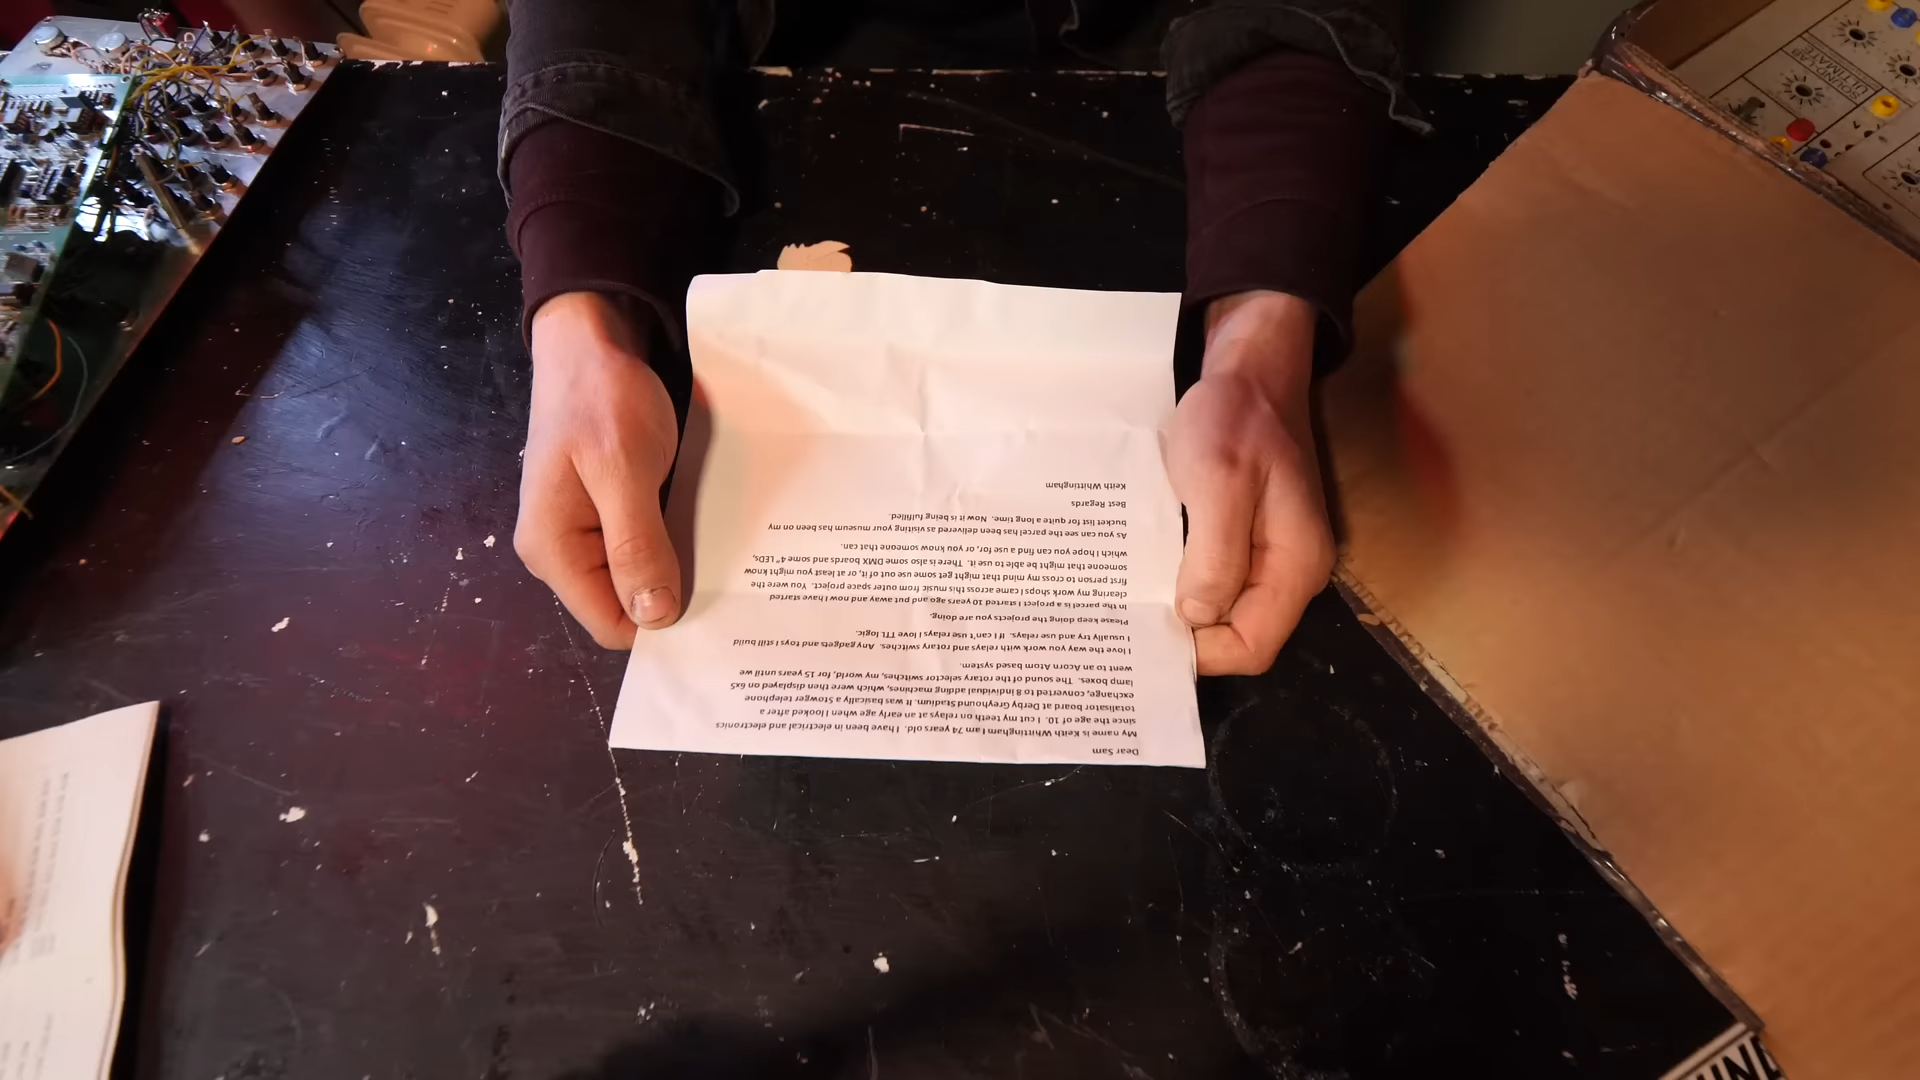 Dear Sam
My name is Keith Whittingham I am 74 years old.  I have been in electrical and electronics
since the age of 10.  I cut my teeth on relays at an early age when I looked after a
totalisator board at Derby Greyhound Stadium. It was basically a Stowger telephone
exchange, converted to 8 individual adding machines, which were then displayed on 6x5
lamp boxes.  The sound of the rotary selector switches, my world, for 15 years until we
went to an Acorn Atom based system.
I love the way you work with relays and rotary switches.  Any gadgets and toys I still build
I usually try and use relays.  If I can't use relays I love TTL logic.
Please keep doing the projects you are doing.
In the parcel is a project I started 10 years ago and put away and now I have started
clearing my work shops I came across this music from outer space project.  You were the
first person to cross my mind that might get some use out of it, or at least you might know
someone that might be able to use it.  There is also some DMX boards and some 4" LEDs,
which I hope you can find a use for, or you know someone that can.
As you can see the parcel has been delivered as visiting your museum has been on my
bucket list for quite a long time.  Now it is being fulfilled.
Best Regards
Keith Whittingham
SOUND LAB
ULTIMATE